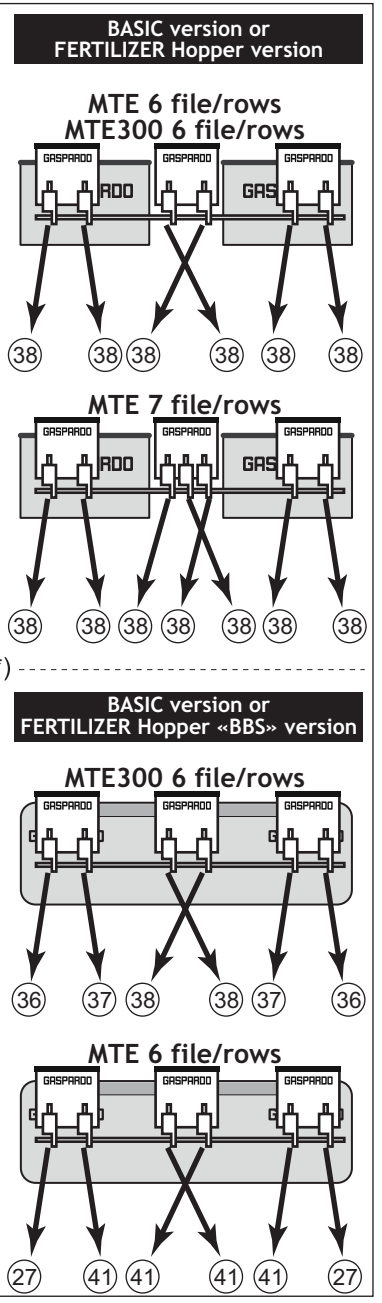 BASIC version or
FERTILIZER Hopper version
MTE 6 file/rows
MTE300 6 file/rows
GASPARDO GASPARDO GASPARDO
RDO GAS
38 38 38 38 38 38
MTE 7 file/rows
GASPARDO GASPARDO GASPARDO
RDO GAS
38 38 38 38 38 38 38
)
BASIC version or
FERTILIZER Hopper «BBS» version
MTE300 6 file/rows
GASPARDO GASPARDO GASPARDO
G G
36 37 38 38 37 36
MTE 6 file/rows
GASPARDO GASPARDO GASPARDO
G G
27 41 41 41 41 27